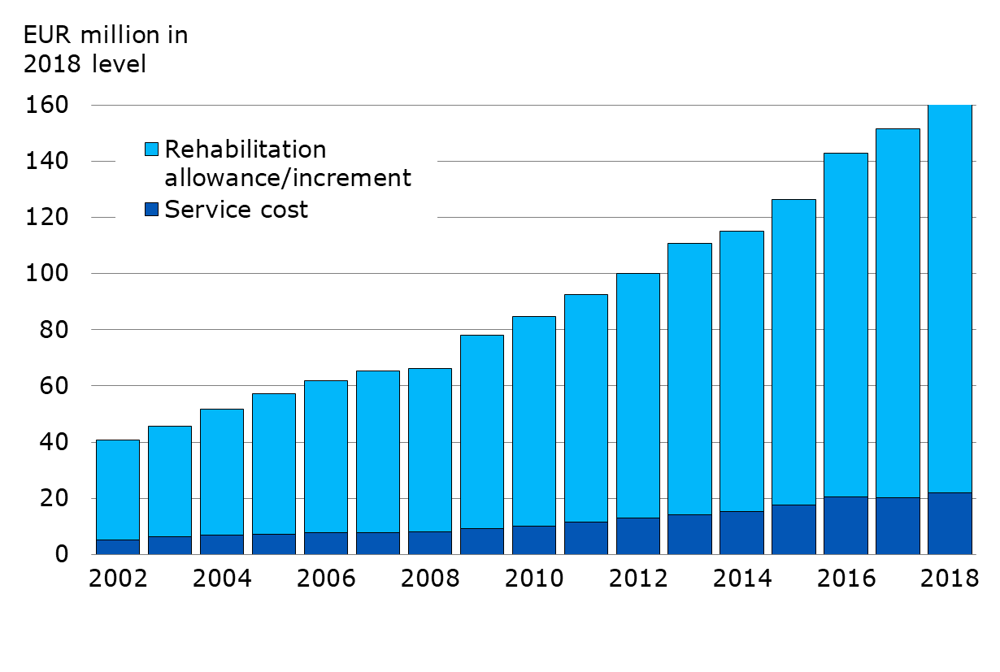 EUR million in
2018 level
160
140
120
100
80
60
40
20
0
Rehabilitation
allowance/increment
Service cost
2002 2004 2006 2008 2010 2012 2014 2016 2018